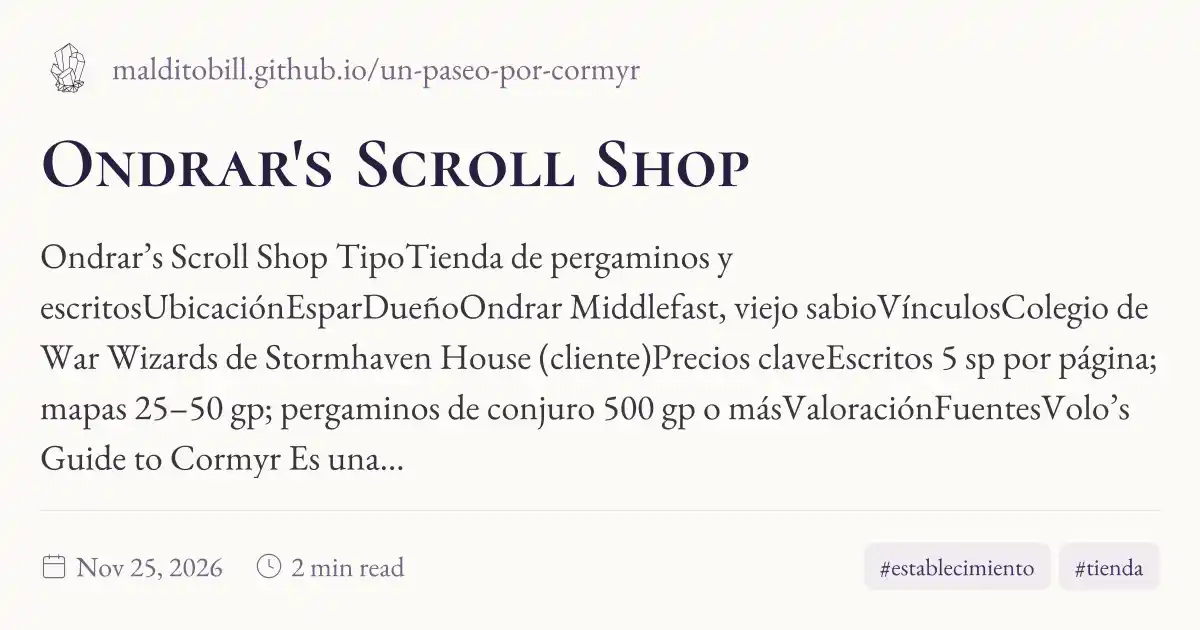 malditobill.github.io/un-paseo-por-cormyr
Ondrar's Scroll Shop
Ondrar’s Scroll Shop TipoTienda de pergaminos y
escritosUbicaciónEsparDueñoOndrar Middlefast, viejo sabioVínculosColegio de
War Wizards de Stormhaven House (cliente)Precios claveEscritos 5 sp por página;
mapas 25–50 gp; pergaminos de conjuro 500 gp o másValoraciónFuentesVolo’s
Guide to Cormyr Es una...
Nov 25, 2026
2 min read
#establecimiento
#tienda